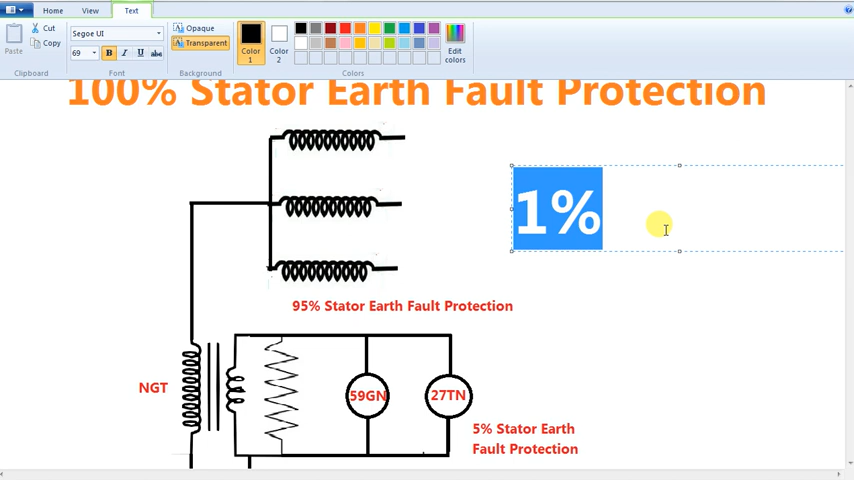 Home View Text
Paste
Cut
Copy
Clipboard
Segoe UI
69
B I U abc
Font
Opaque
Transparent
Background
Color 1
Color 2
Edit colors
Colors
100% Stator Earth Fault Protection
1%
95% Stator Earth Fault Protection
NGT
59GN
27TN
5% Stator Earth
Fault Protection